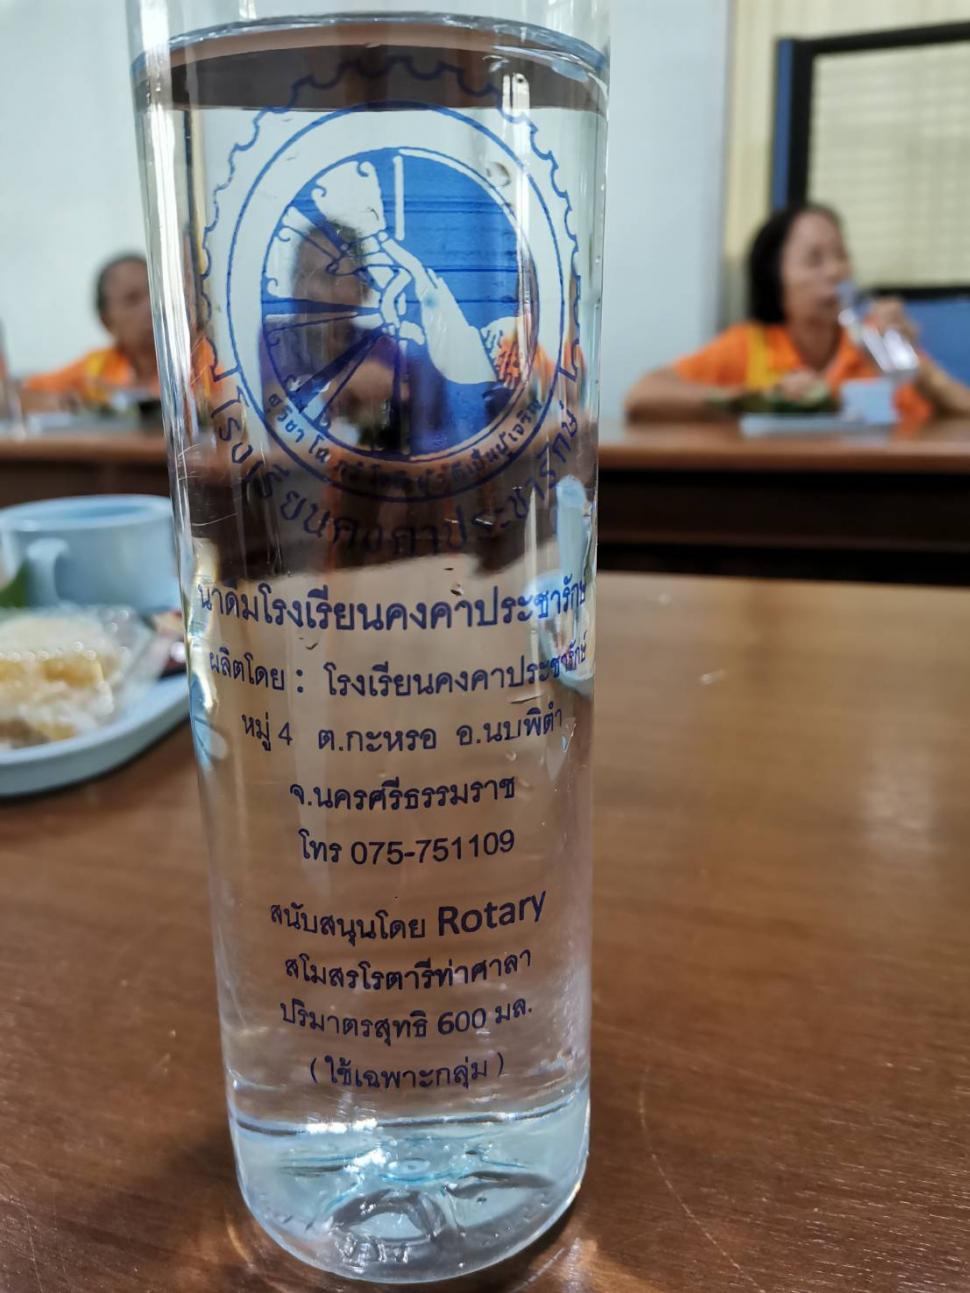 โรงเรียนคงคาประชารักษ์
น้ำดื่มโรงเรียนคงคาประชารักษ์
ผลิตโดย : โรงเรียนคงคาประชารักษ์
หมู่ 4 ต.กะหรอ อ.นบพิตำ
จ.นครศรีธรรมราช
โทร 075-751109
สนับสนุนโดย Rotary
สโมสรโรตารีท่าศาลา
ปริมาตรสุทธิ 600 มล.
( ใช้เฉพาะกลุ่ม )